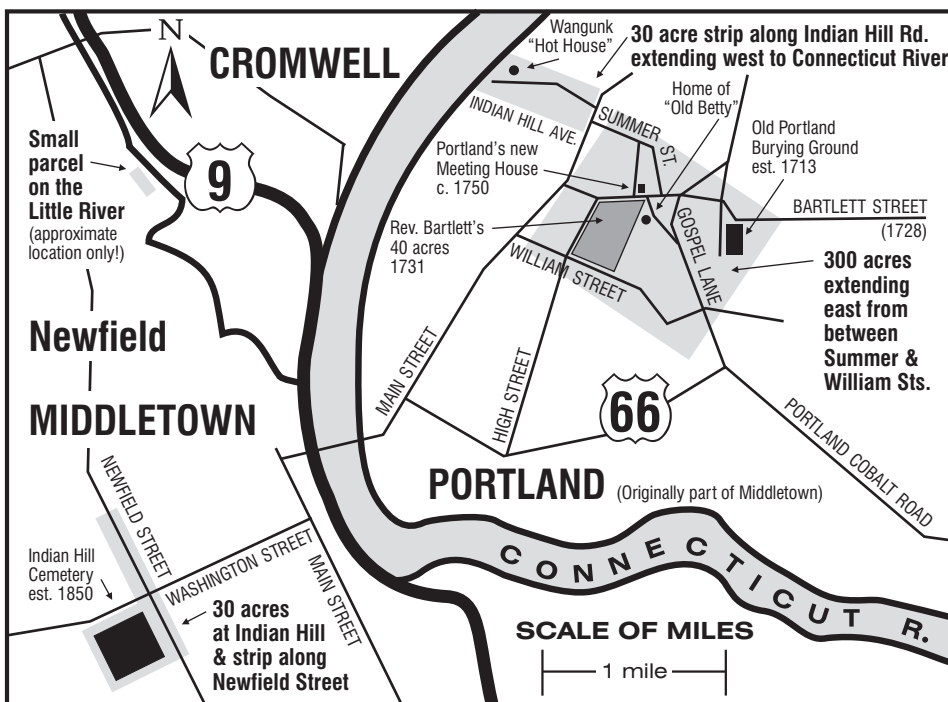 N
CROMWELL
Wangunk
“Hot House”
30 acre strip along Indian Hill Rd.
extending west to Connecticut River
INDIAN HILL AVE.
SUMMER ST.
Home of
“Old Betty”
Old Portland
Burying Ground
est. 1713
Small
parcel
on the
Little River
(approximate
location only!)
9
Portland’s new
Meeting House
c. 1750
BARTLETT STREET
(1728)
Rev. Bartlett’s
40 acres
1731
GOSPEL LANE
WILLIAM STREET
300 acres
extending
east from
between
Summer &
William Sts.
Newfield
MIDDLETOWN
MAIN STREET
HIGH STREET
66
PORTLAND COBALT ROAD
PORTLAND (Originally part of Middletown)
NEWFIELD STREET
WASHINGTON STREET
MAIN STREET
CONNECTICUT R.
Indian Hill
Cemetery
est. 1850
30 acres
at Indian Hill
& strip along
Newfield Street
SCALE OF MILES
1 mile